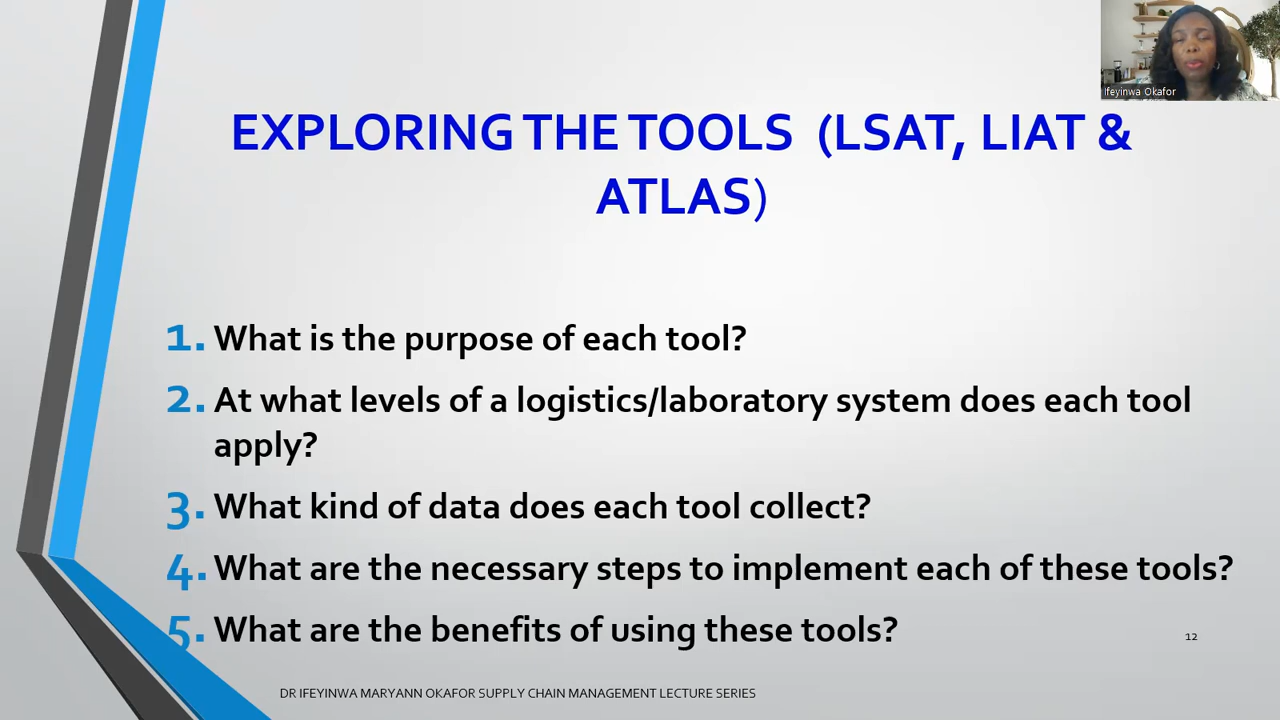 Ifeyinwa Okafor
EXPLORING THE TOOLS (LSAT, LIAT &
ATLAS)
1. What is the purpose of each tool?
2. At what levels of a logistics/laboratory system does each tool
apply?
3. What kind of data does each tool collect?
4. What are the necessary steps to implement each of these tools?
5. What are the benefits of using these tools?
12
DR IFEYINWA MARYANN OKAFOR SUPPLY CHAIN MANAGEMENT LECTURE SERIES